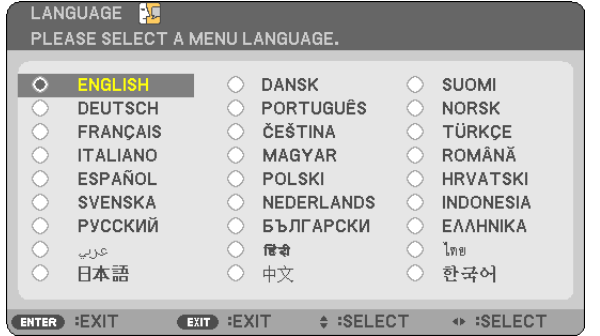 LANGUAGE
PLEASE SELECT A MENU LANGUAGE.
ENGLISH DANSK SUOMI
DEUTSCH PORTUGUÊS NORSK
FRANÇAIS ČEŠTINA TÜRKÇE
ITALIANO MAGYAR ROMÂNĂ
ESPAÑOL POLSKI HRVATSKI
SVENSKA NEDERLANDS INDONESIA
РУССКИЙ БЪЛГАРСКИ ΕΛΛΗΝΙΚΑ
عربي हिंदी ไทย
日本語 中文 한국어
ENTER :EXIT EXIT :EXIT :SELECT :SELECT